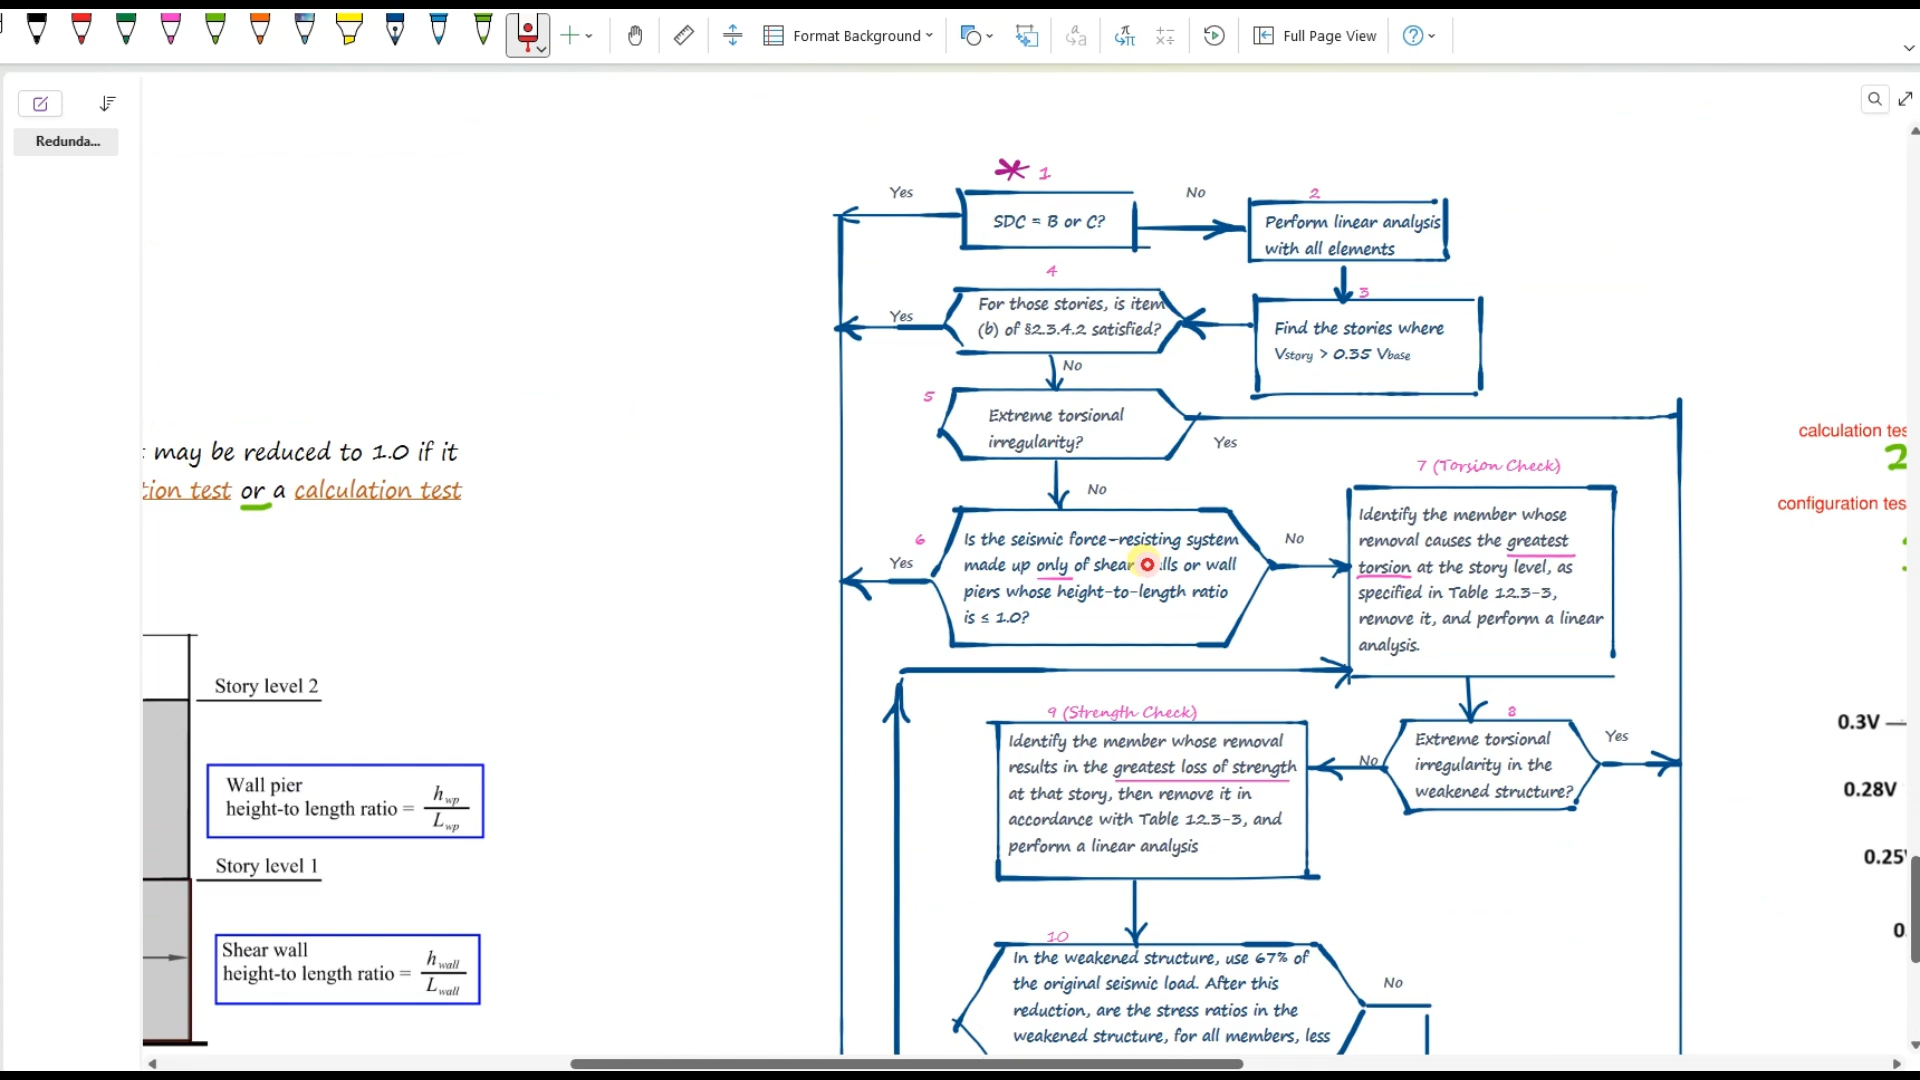 Format Background
Full Page View
Redunda...
may be reduced to 1.0 if it
tion test or a calculation test
Story level 2
Wall pier
height-to length ratio = hwp
Lwp
Story level 1
Shear wall
height-to length ratio = hwall
Lwall
1
Yes
No
SDC = B or C?
2
Perform linear analysis
with all elements
4
Yes
For those stories, is item
(b) of §2.3.4.2 satisfied?
3
Find the stories where
Vstory > 0.35 Vbase
No
5
Extreme torsional
irregularity?
Yes
No
6
Yes
Is the seismic force-resisting system
made up only of shear
or wall
piers whose height-to-length ratio
is ≤ 1.0?
No
7 (Torsion Check)
Identify the member whose
removal causes the greatest
torsion at the story level, as
specified in Table 12.3-3,
remove it, and perform a linear
analysis.
8
Extreme torsional
irregularity in the
weakened structure?
Yes
No
9 (Strength Check)
Identify the member whose removal
results in the greatest loss of strength
at that story, then remove it in
accordance with Table 12.3-3, and
perform a linear analysis
10
In the weakened structure, use 67% of
the original seismic load. After this
reduction, are the stress ratios in the
weakened structure, for all members, less
No
calculation tes
2
configuration tes
0.3V
0.28V
0.25
0.